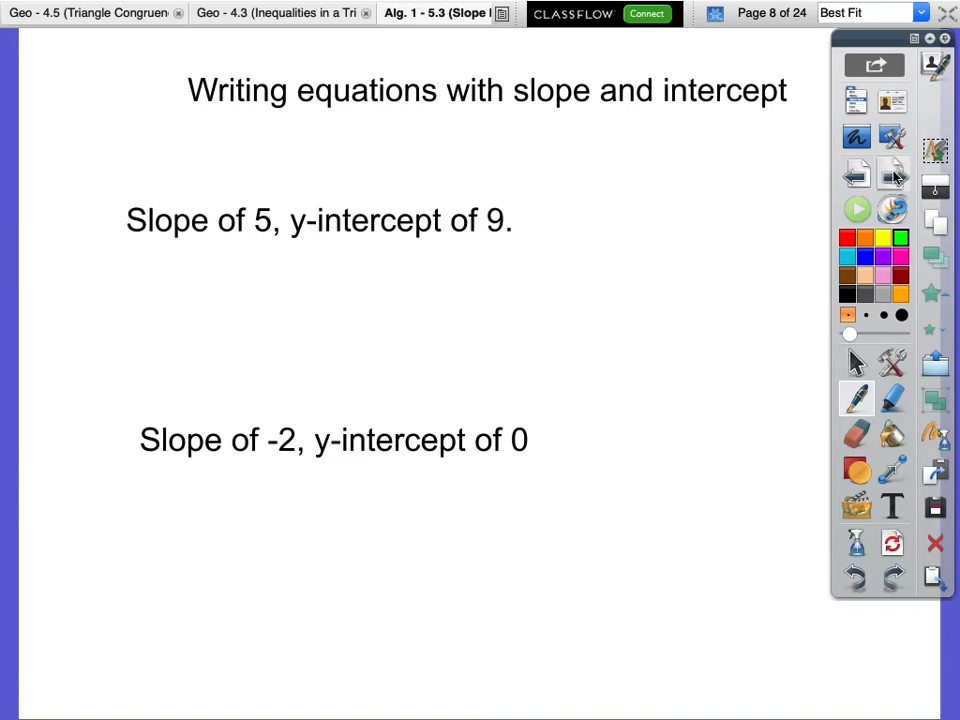 Geo - 4.5 (Triangle Congruen
Geo - 4.3 (Inequalities in a Tri
Alg. 1 - 5.3 (Slope
CLASSFLOW
Connect
Page 8 of 24
Best Fit
Writing equations with slope and intercept
Slope of 5, y-intercept of 9.
Slope of -2, y-intercept of 0
T